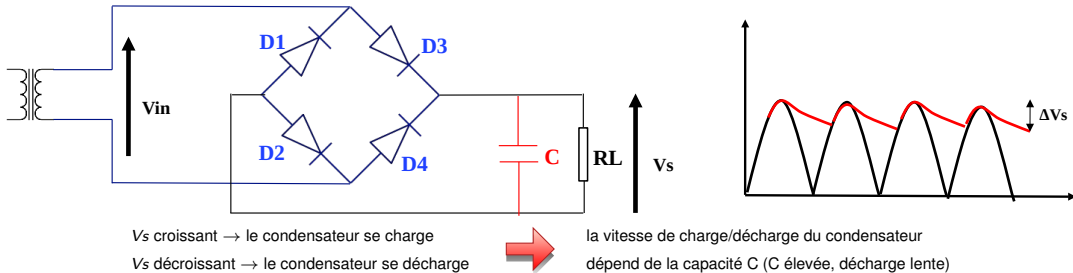 D1
D3
Vin
D2
D4
C
RL
Vs
ΔVs
Vs croissant → le condensateur se charge
Vs décroissant → le condensateur se décharge
la vitesse de charge/décharge du condensateur
dépend de la capacité C (C élevée, décharge lente)